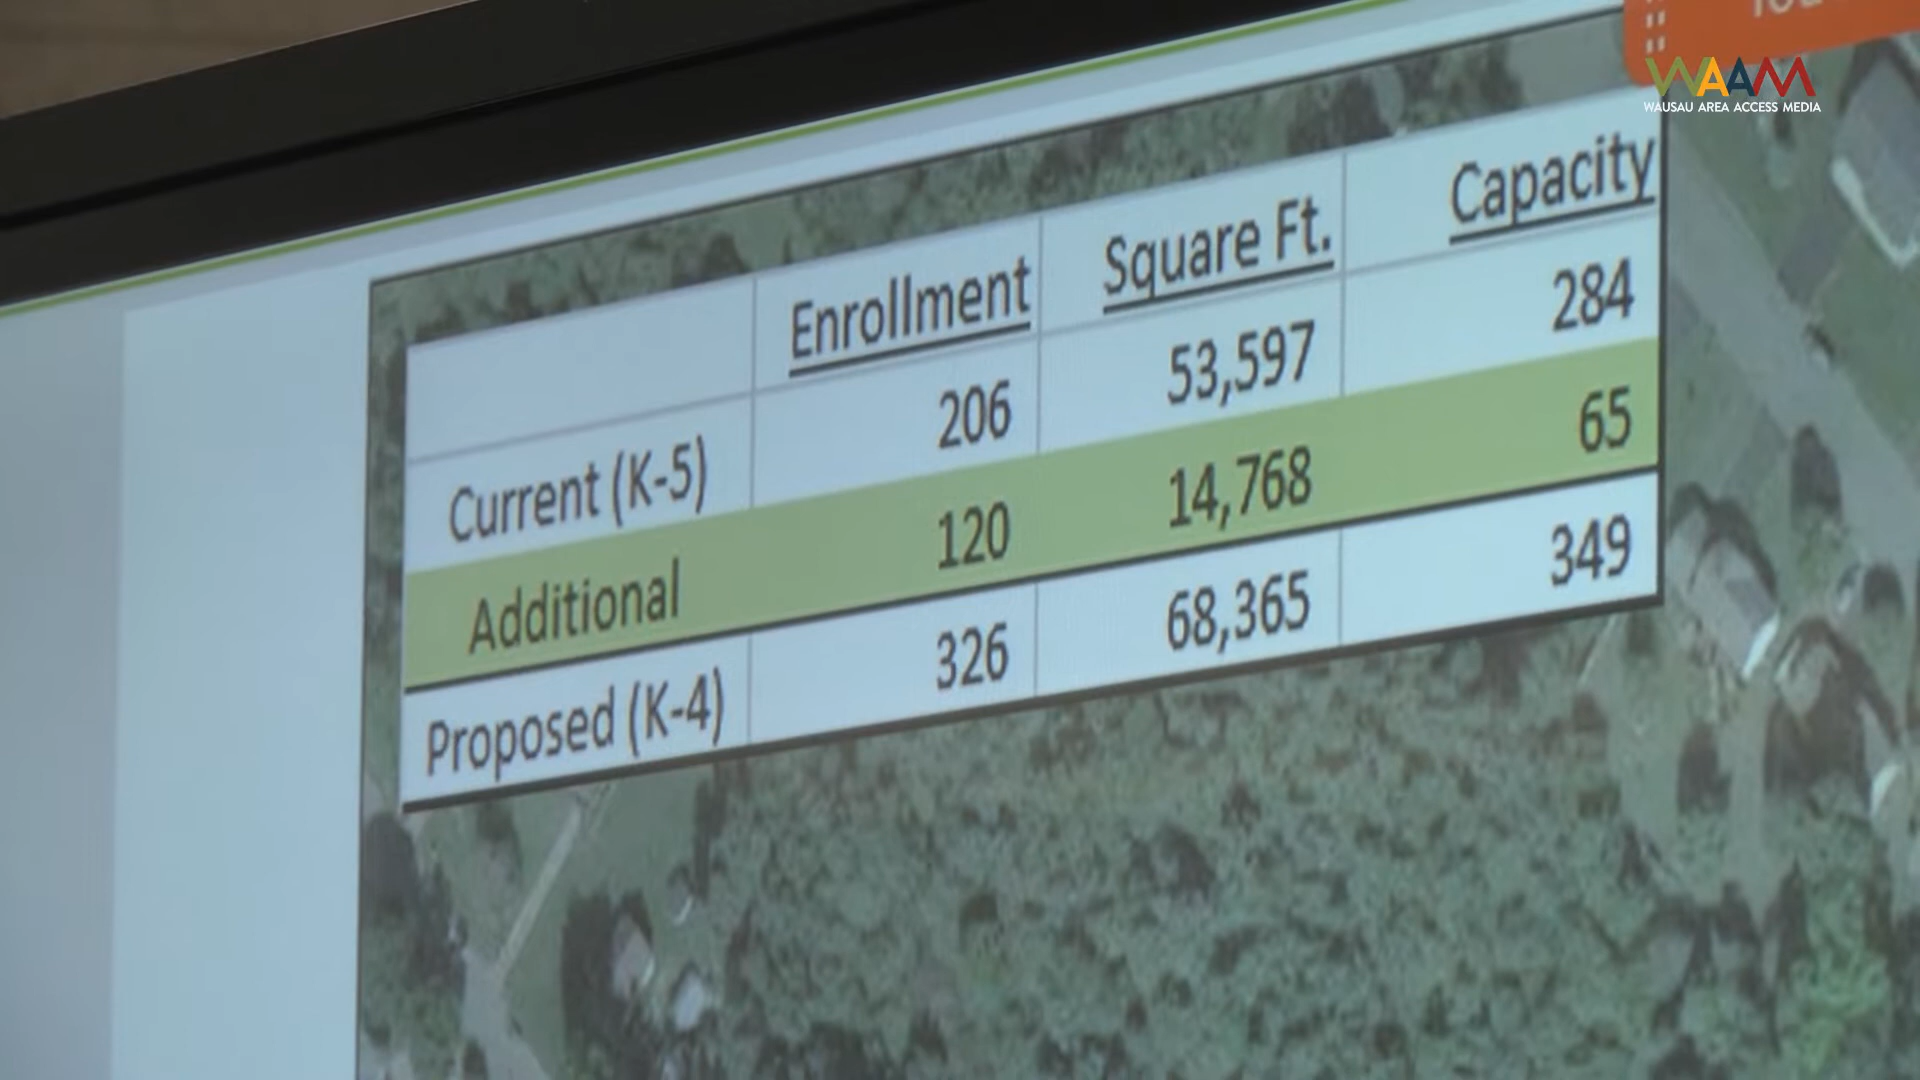 WAAM
WAUSAU AREA ACCESS MEDIA
Enrollment Square Ft. Capacity
Current (K-5) 206 53,597 284
Additional 120 14,768 65
Proposed (K-4) 326 68,365 349